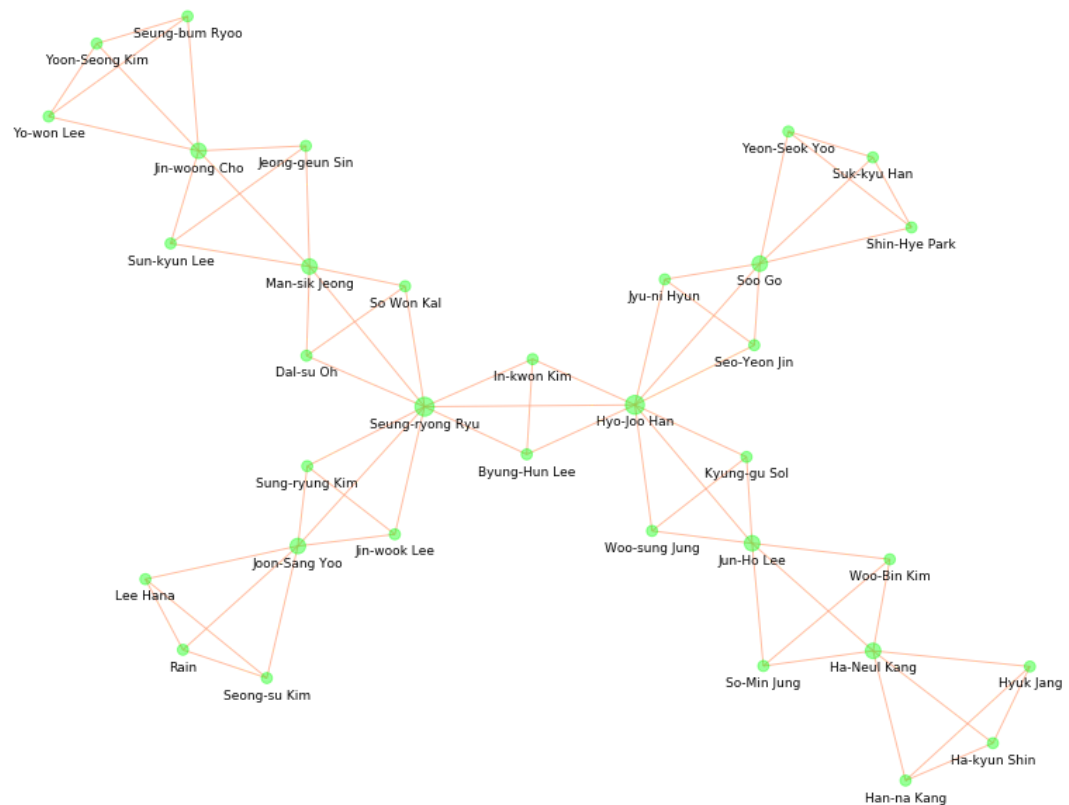 Seung-bum Ryoo
Yoon-Seong Kim
Yo-won Lee
Yeon-Seok Yoo
Jin-woong Cho
Jeong-geun Sin
Suk-kyu Han
Shin-Hye Park
Sun-kyun Lee
Man-sik Jeong
Soo Go
So Won Kal
Jyu-ni Hyun
Seo-Yeon Jin
Dal-su Oh
In-kwon Kim
Seung-ryong Ryu
Hyo-Joo Han
Byung-Hun Lee
Kyung-gu Sol
Sung-ryung Kim
Jin-wook Lee
Woo-sung Jung
Joon-Sang Yoo
Jun-Ho Lee
Woo-Bin Kim
Lee Hana
Rain
Ha-Neul Kang
So-Min Jung
Hyuk Jang
Seong-su Kim
Ha-kyun Shin
Han-na Kang